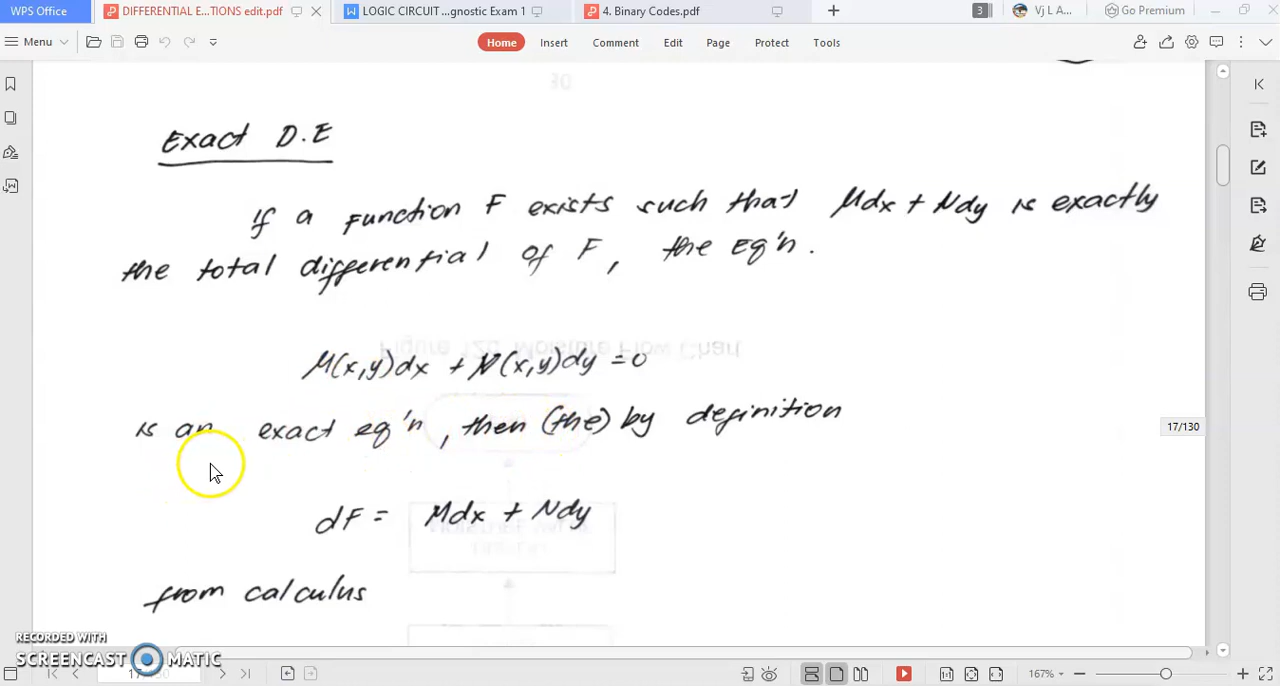 WPS Office
DIFFERENTIAL E...TIONS edit.pdf
LOGIC CIRCUIT ...gnostic Exam 1
4. Binary Codes.pdf
3
Vj L A...
Go Premium
Menu
Home
Insert
Comment
Edit
Page
Protect
Tools
Exact D.E
If a function F exists such that Mdx + Ndy is exactly
the total differential of F, the Eq'n.
M(x,y)dx + N(x,y)dy = 0
is an exact eq'n, then (the) by definition
17/130
dF = Mdx + Ndy
from calculus
RECORDED WITH
SCREENCAST MATIC
167%